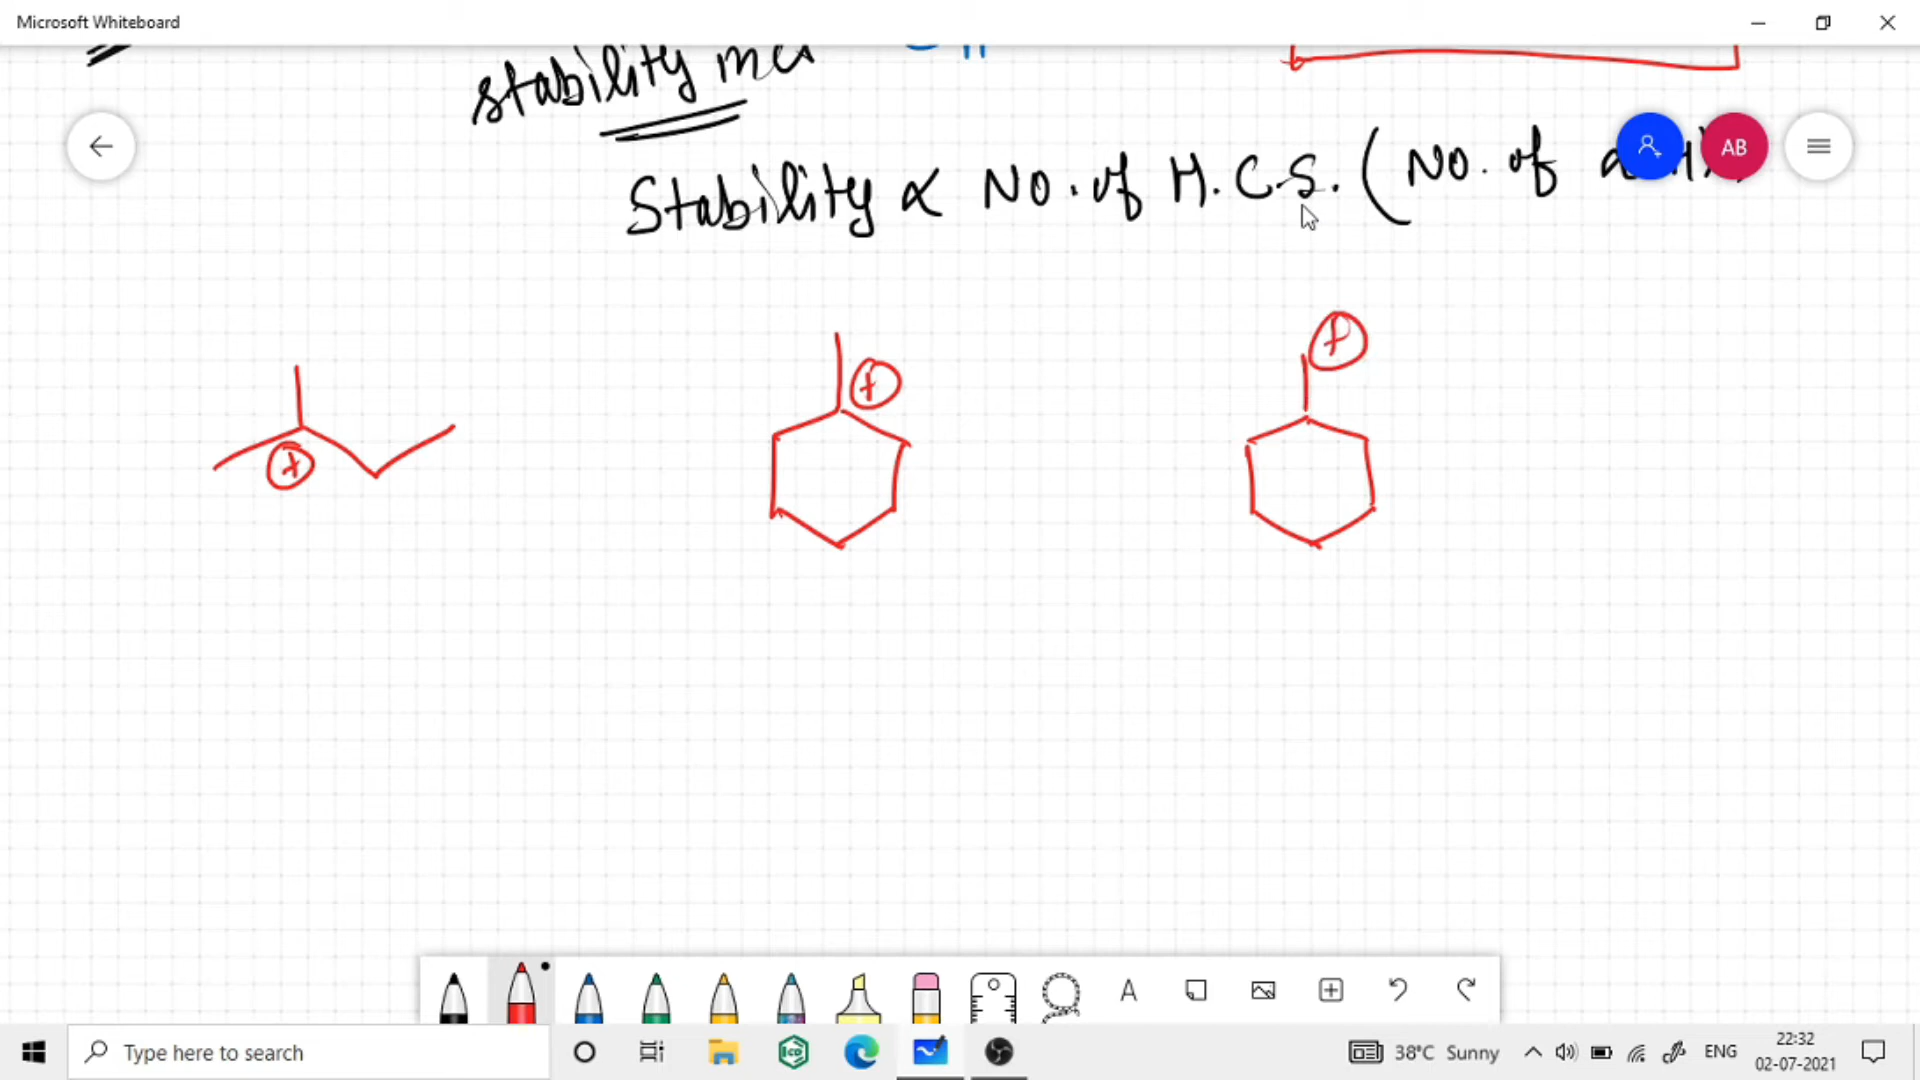 Microsoft Whiteboard
stability
Stability ∝ No. of H.C.S. (No. of
AB
+
+
+
A
Type here to search
38°C Sunny
ENG
22:32
02-07-2021